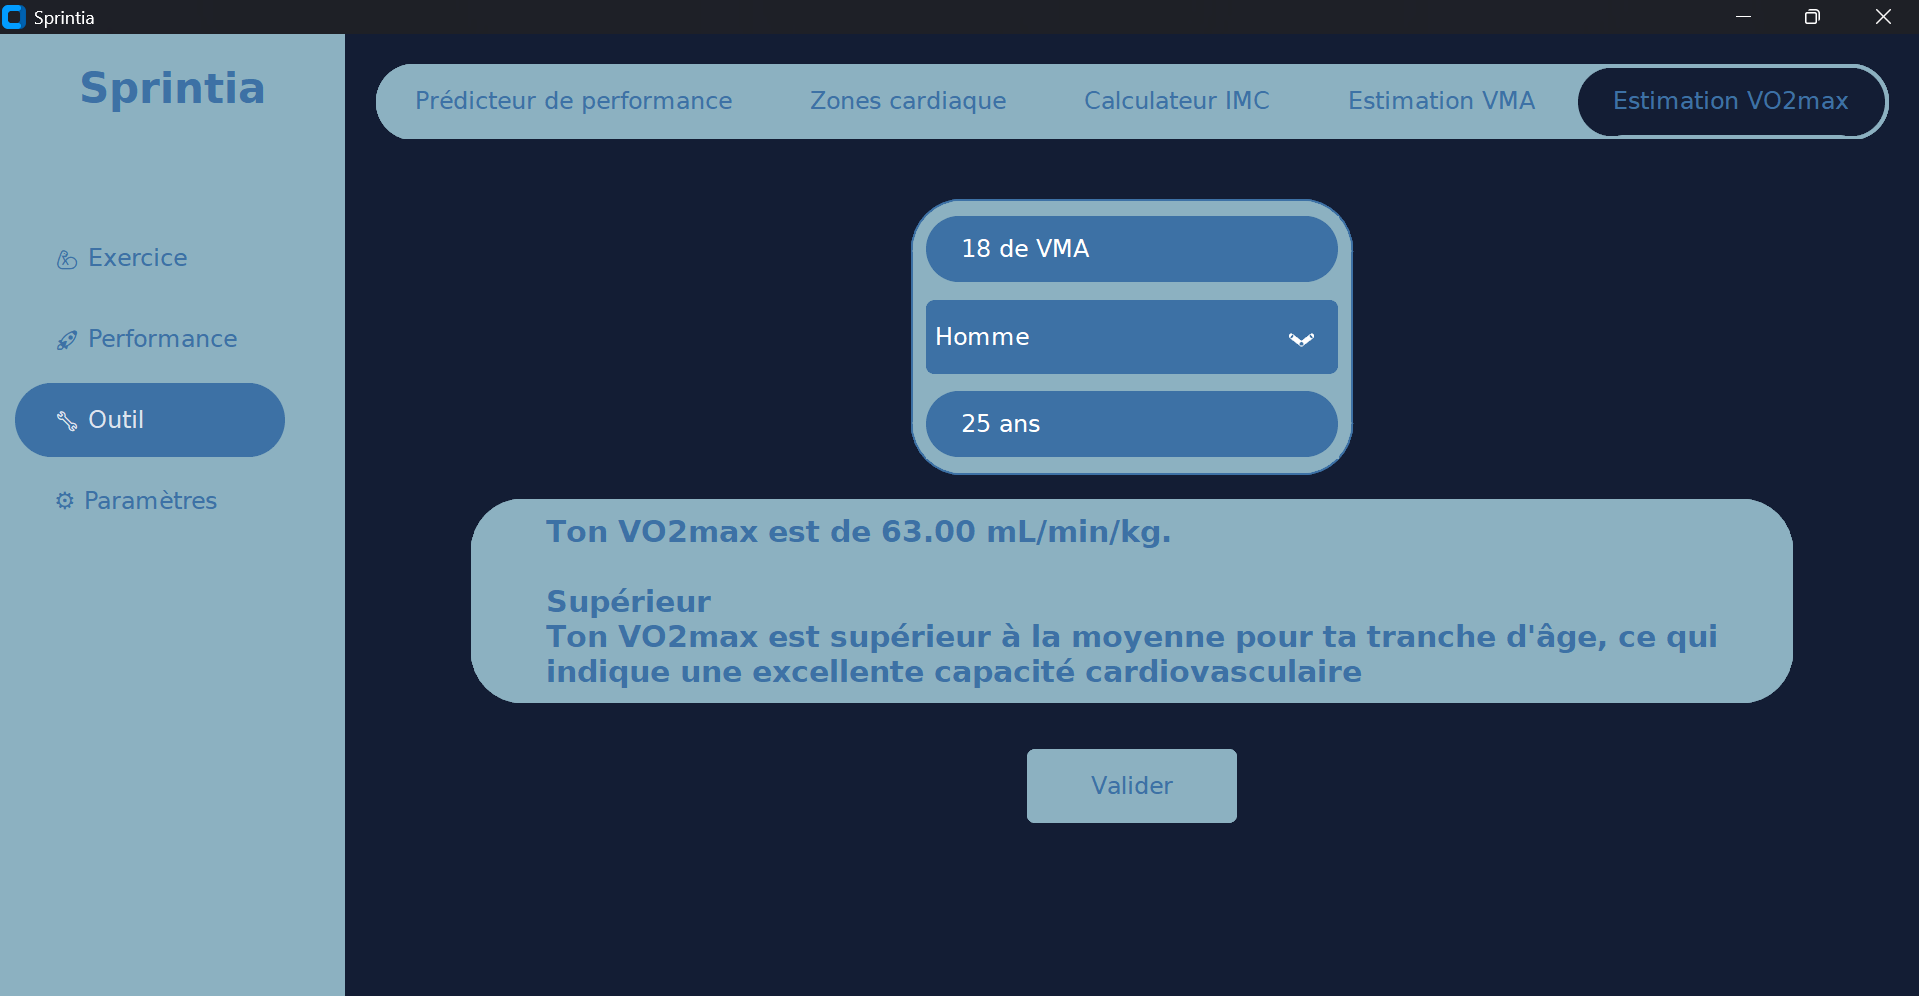 Sprintia
Sprintia
Exercice
Performance
Outil
Paramètres
Prédicteur de performance
Zones cardiaque
Calculateur IMC
Estimation VMA
Estimation VO2max
18 de VMA
Homme
25 ans
Ton VO2max est de 63.00 mL/min/kg.
Supérieur
Ton VO2max est supérieur à la moyenne pour ta tranche d'âge, ce qui
indique une excellente capacité cardiovasculaire
Valider